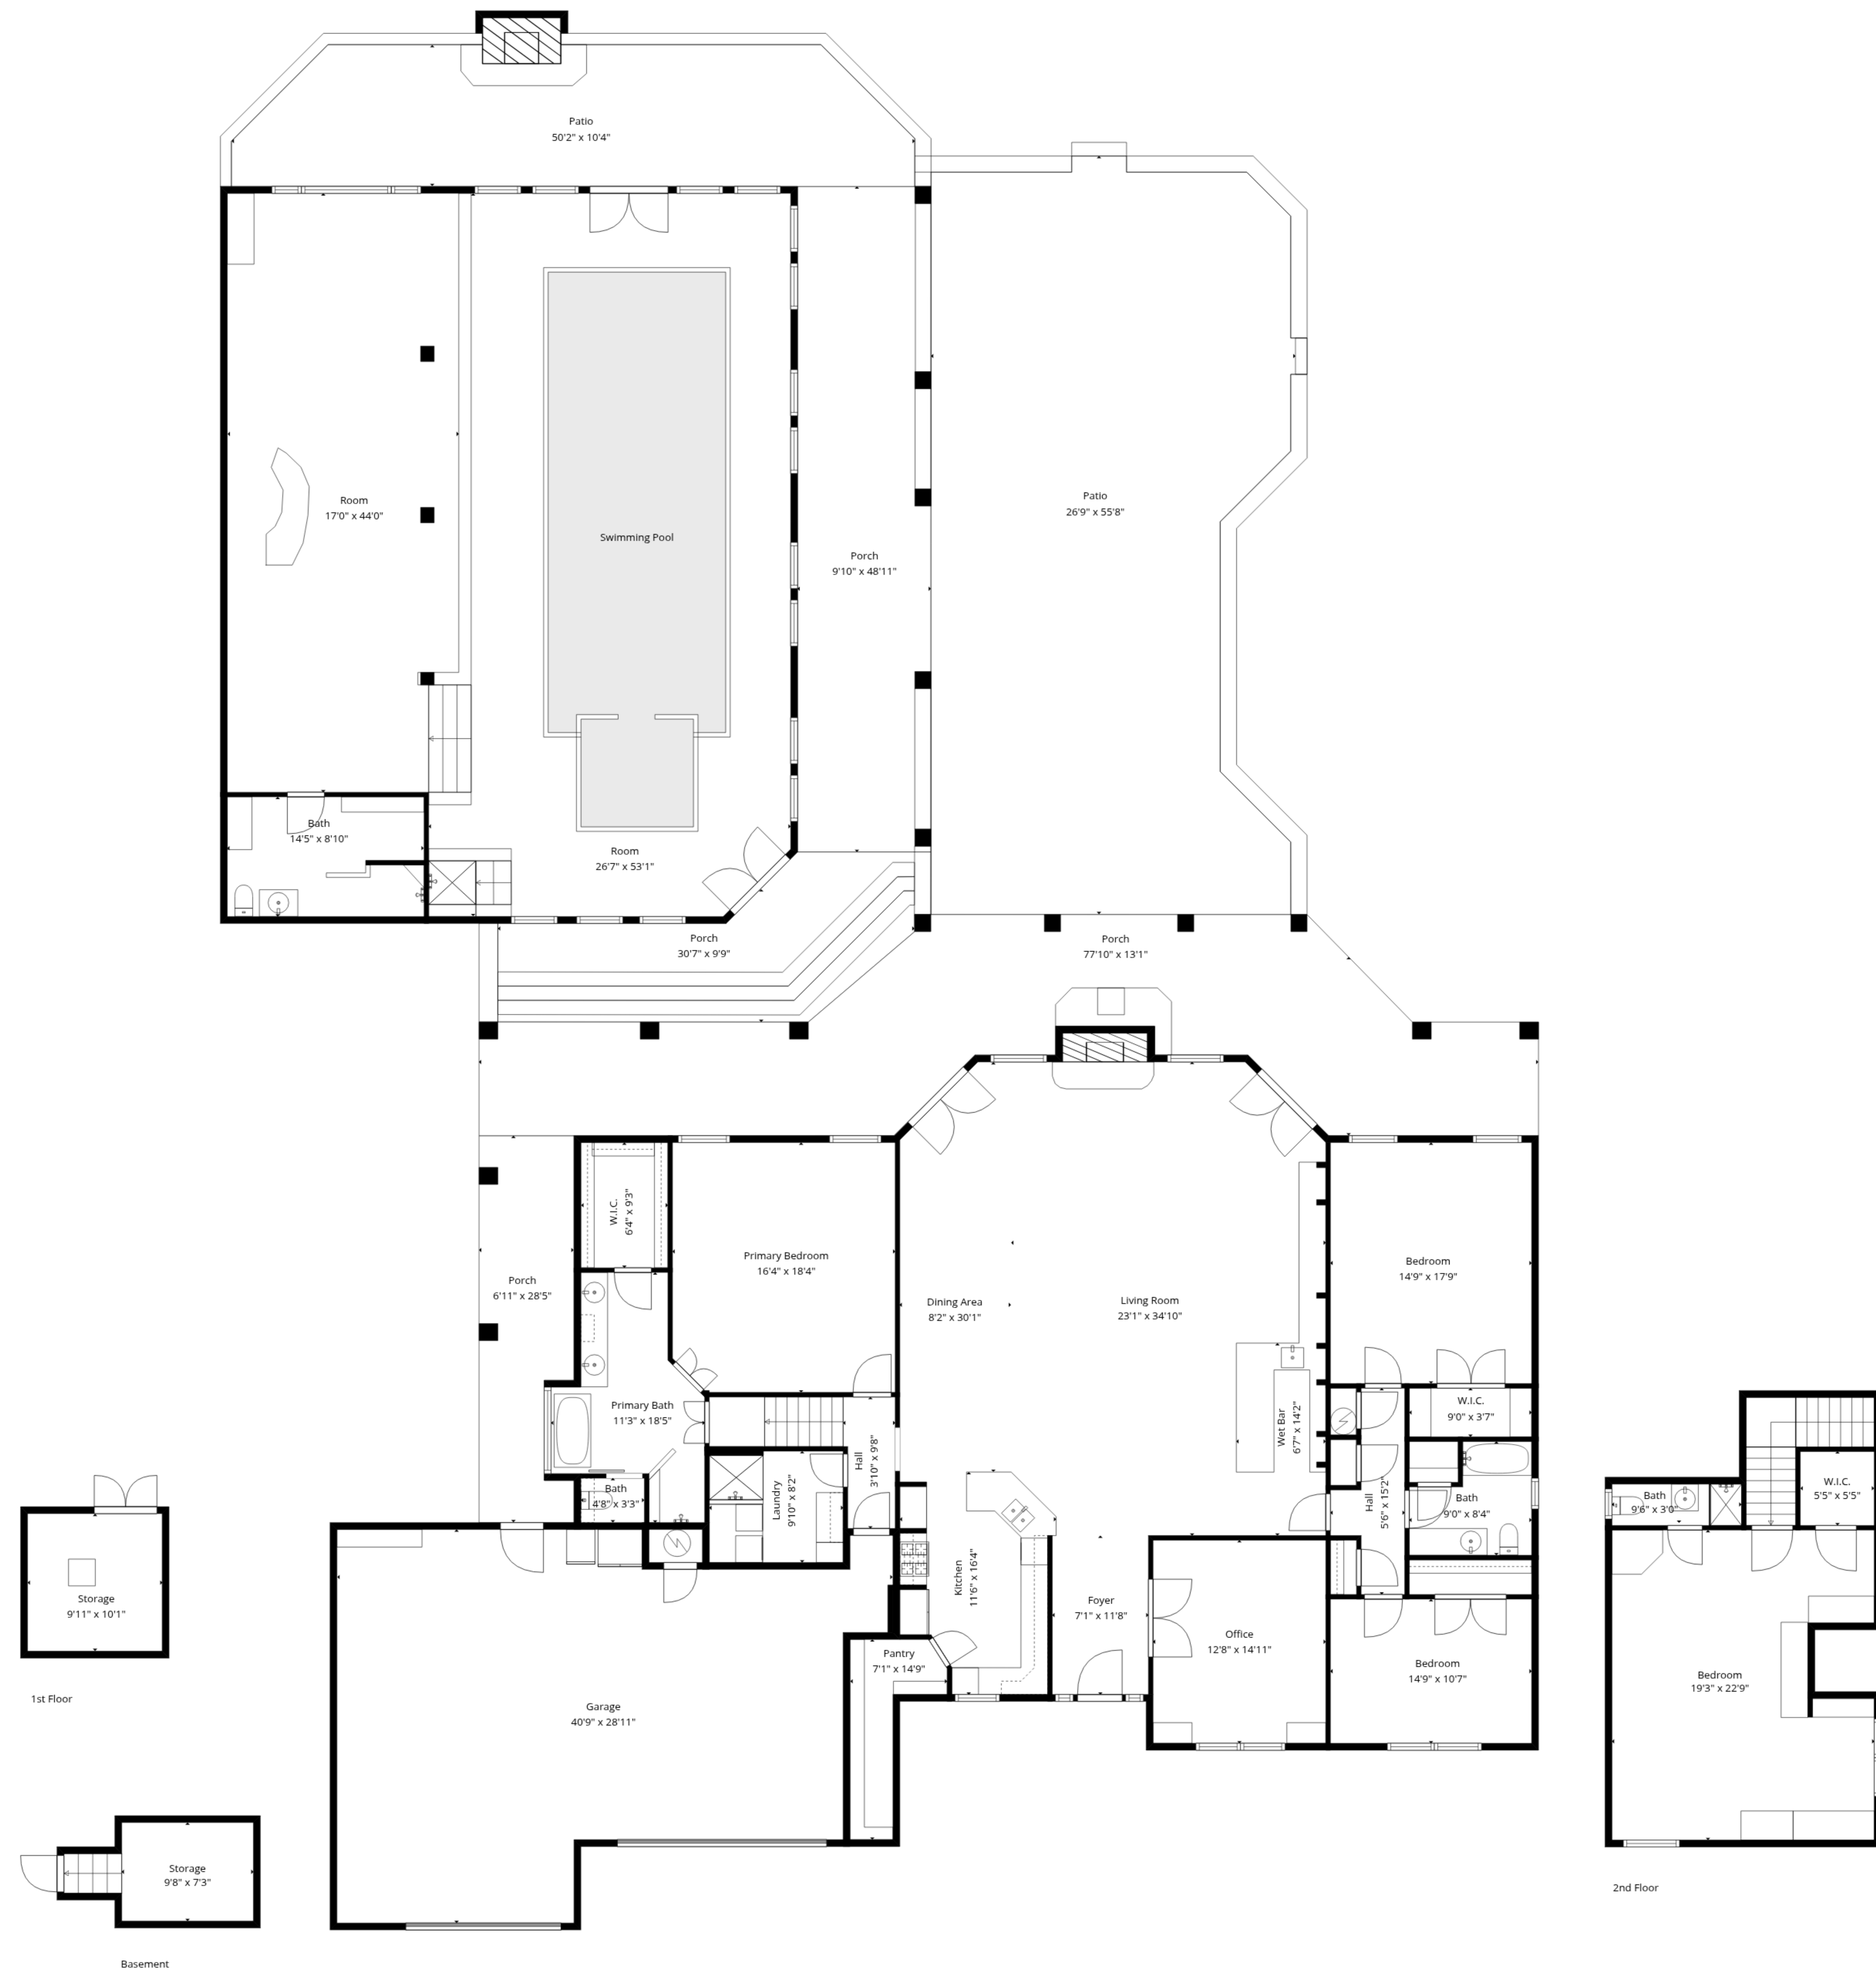 Patio
50'2" x 10'4"
Room
17'0" x 44'0"
Swimming Pool
Porch
9'10" x 48'11"
Patio
26'9" x 55'8"
Bath
14'5" x 8'10"
Room
26'7" x 53'1"
Porch
30'7" x 9'9"
Porch
77'10" x 13'1"
W.I.C.
6'4" x 9'3"
Primary Bedroom
16'4" x 18'4"
Porch
6'11" x 28'5"
Dining Area
8'2" x 30'1"
Living Room
23'1" x 34'10"
Bedroom
14'9" x 17'9"
Primary Bath
11'3" x 18'5"
Wet Bar
6'7" x 14'2"
W.I.C.
9'0" x 3'7"
Hall
3'10" x 9'8"
Laundry
9'10" x 8'2"
Bath
4'8" x 3'3"
Hall
5'6" x 15'2"
Bath
9'0" x 8'4"
Kitchen
11'6" x 16'4"
Foyer
7'1" x 11'8"
Office
12'8" x 14'11"
Pantry
7'1" x 14'9"
Bedroom
14'9" x 10'7"
Garage
40'9" x 28'11"
Storage
9'11" x 10'1"
1st Floor
Storage
9'8" x 7'3"
Basement
W.I.C.
5'5" x 5'5"
Bath
9'6" x 3'0"
Bedroom
19'3" x 22'9"
2nd Floor